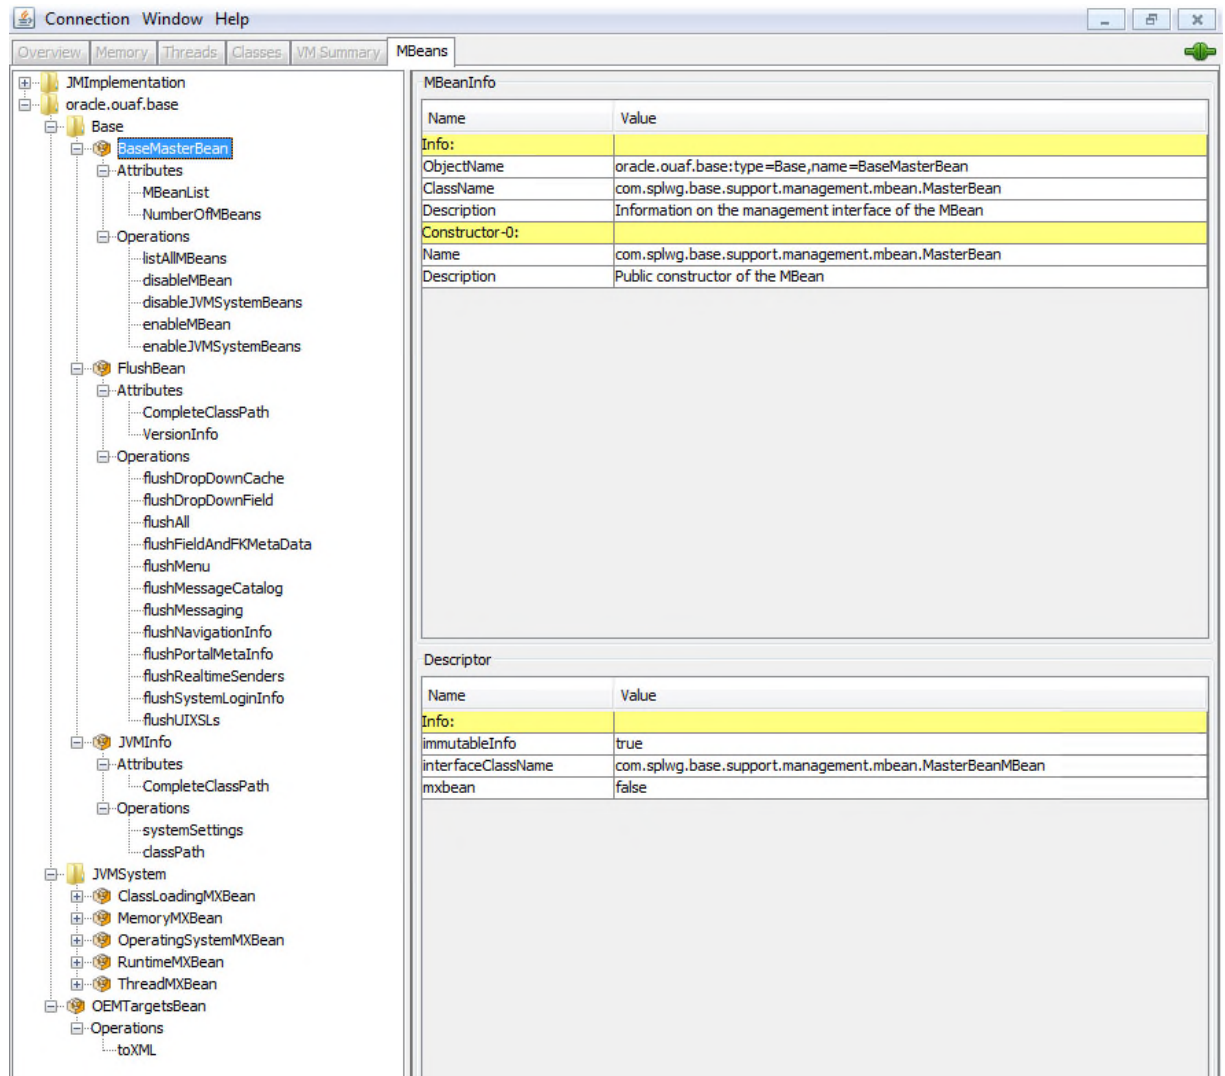 Connection Window Help
Overview Memory Threads Classes VM Summary MBeans
JMImplementation
oracle.ouaf.base
Base
BaseMasterBean
Attributes
MBeanList
NumberOfMBeans
Operations
listAllMBeans
disableMBean
disableJVMSystemBeans
enableMBean
enableJVMSystemBeans
FlushBean
Attributes
CompleteClassPath
VersionInfo
Operations
flushDropDownCache
flushDropDownField
flushAll
flushFieldAndFKMetaData
flushMenu
flushMessageCatalog
flushMessaging
flushNavigationInfo
flushPortalMetaInfo
flushRealtimeSenders
flushSystemLoginInfo
flushUIXSLs
JVMInfo
Attributes
CompleteClassPath
Operations
systemSettings
classPath
JVMSystem
ClassLoadingMXBean
MemoryMXBean
OperatingSystemMXBean
RuntimeMXBean
ThreadMXBean
OEMTargetsBean
Operations
toXML
MBeanInfo
Name Value
Info:
ObjectName oracle.ouaf.base:type=Base,name=BaseMasterBean
ClassName com.splwg.base.support.management.mbean.MasterBean
Description Information on the management interface of the MBean
Constructor-0:
Name com.splwg.base.support.management.mbean.MasterBean
Description Public constructor of the MBean
Descriptor
Name Value
Info:
immutableInfo true
interfaceClassName com.splwg.base.support.management.mbean.MasterBeanMBean
mxbean false